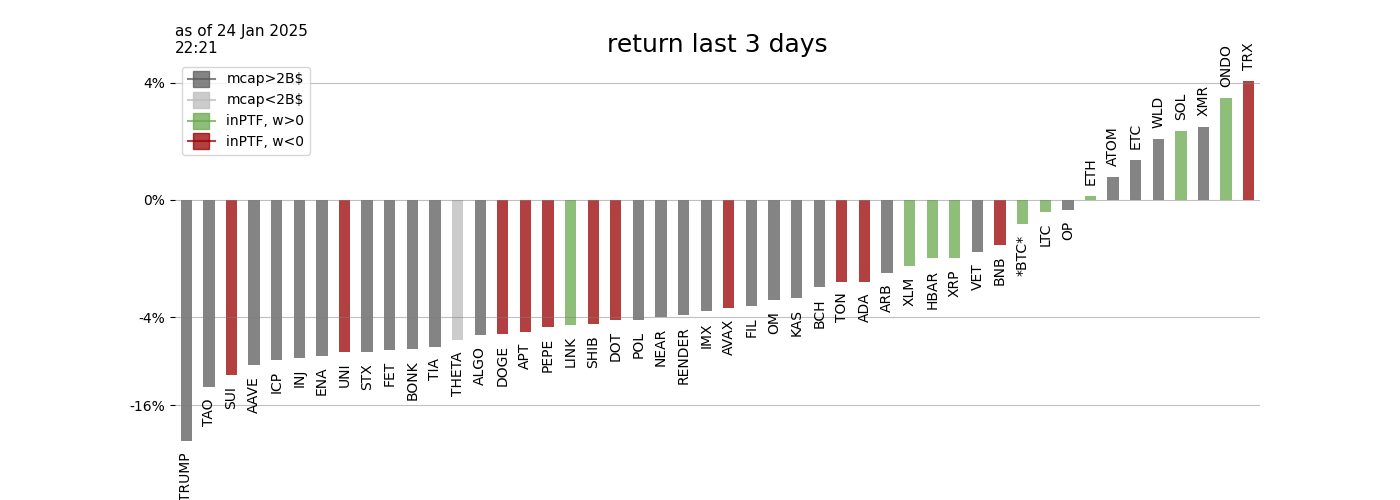 as of 24 Jan 2025
22:21
return last 3 days
mcap>2B$
mcap<2B$
inPTF, w>0
inPTF, w<0
4%
0%
-4%
-16%
TRUMP
TAO
SUI
AAVE
ICP
INJ
ENA
UNI
STX
FET
BONK
TIA
THETA
ALGO
DOGE
APT
PEPE
LINK
SHIB
DOT
POL
NEAR
RENDER
IMX
AVAX
FIL
OM
KAS
BCH
TON
ADA
ARB
XLM
HBAR
XRP
VET
BNB
*BTC*
LTC
OP
ETH
ATOM
ETC
WLD
SOL
XMR
ONDO
TRX